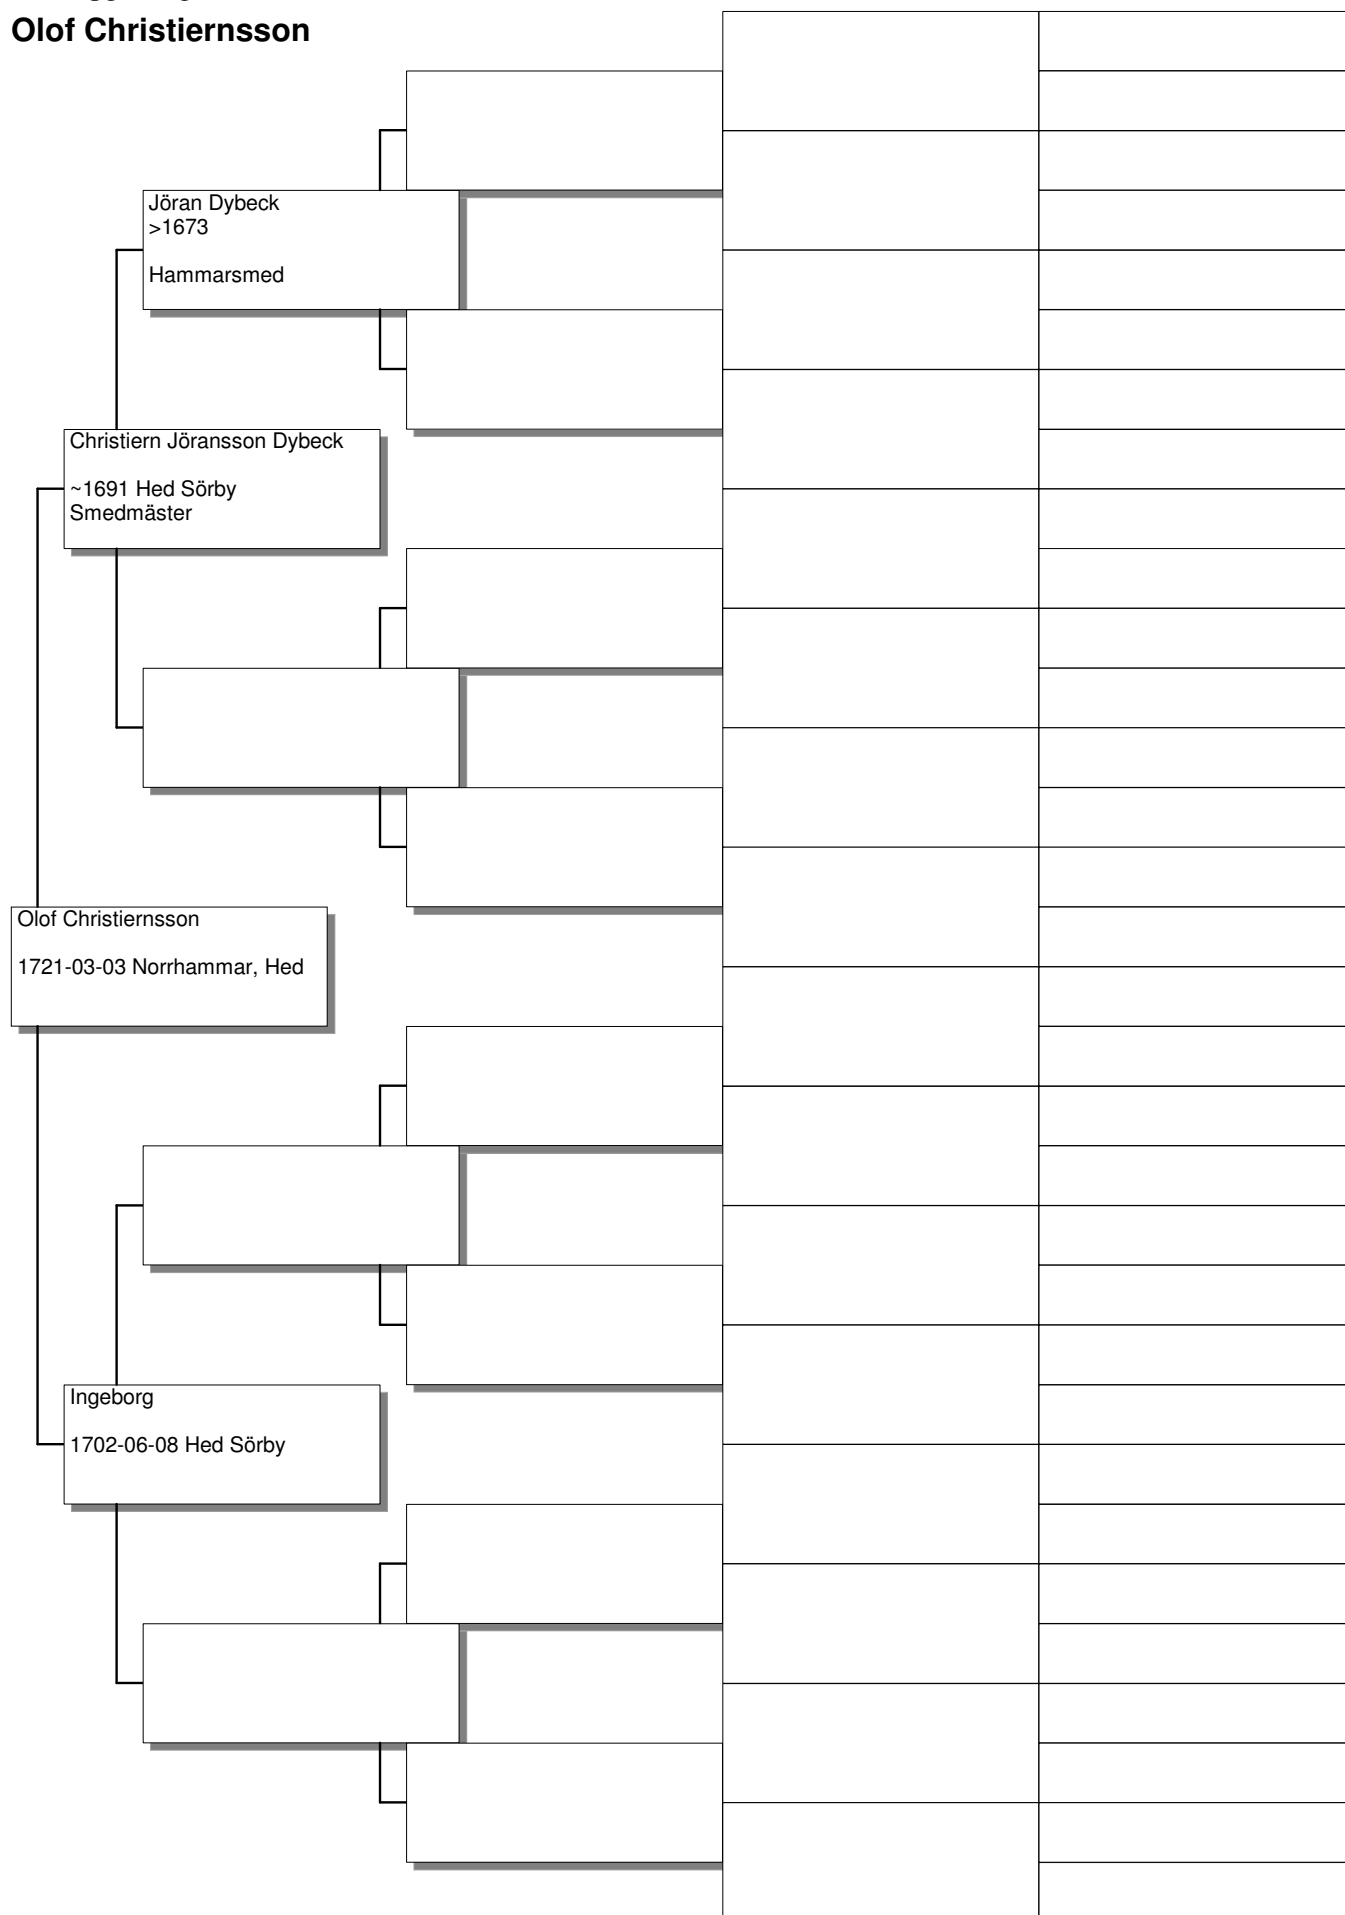 Olof Christiernsson
Jöran Dybeck
>1673
Hammarsmed
Christiern Jöransson Dybeck
~1691 Hed Sörby
Smedmäster
Olof Christiernsson
1721-03-03 Norrhammar, Hed
Ingeborg
1702-06-08 Hed Sörby